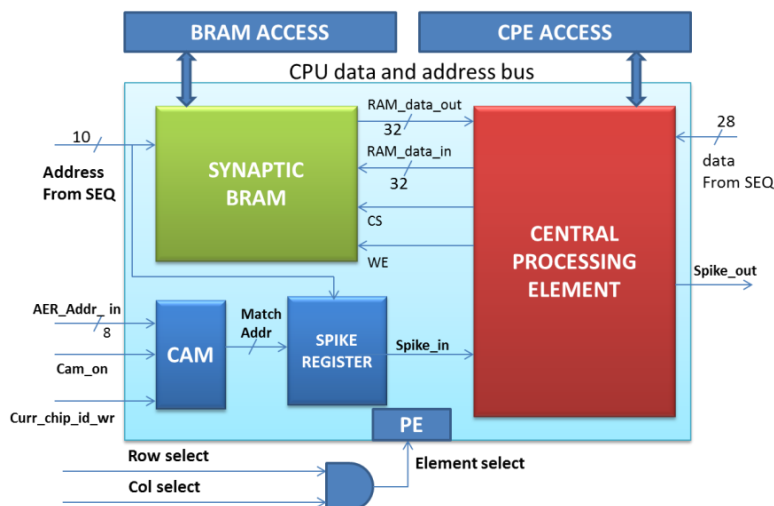 BRAM ACCESS
CPE ACCESS
CPU data and address bus
10
Address
From SEQ
SYNAPTIC
BRAM
RAM_data_out
32
RAM_data_in
32
CS
WE
28
data
From SEQ
CENTRAL
PROCESSING
ELEMENT
Spike_out
AER_Addr_ in
8
Cam_on
Curr_chip_id_wr
CAM
Match
Addr
SPIKE
REGISTER
Spike_in
PE
Row select
Col select
Element select